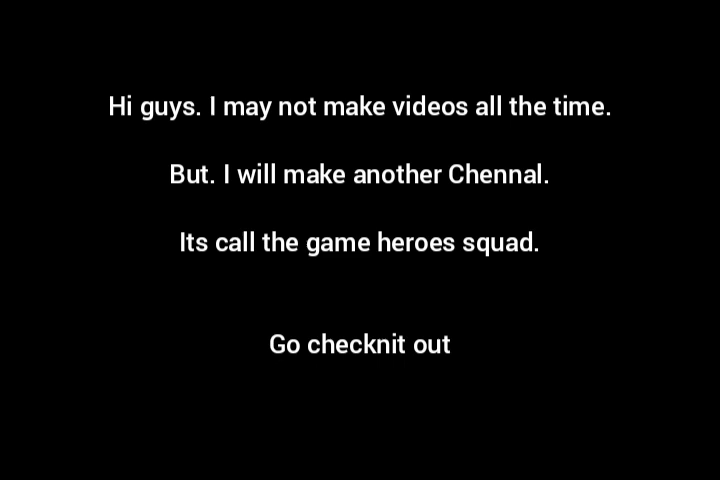 Hi guys. I may not make videos all the time.
But. I will make another Chennal.
Its call the game heroes squad.
Go checknit out